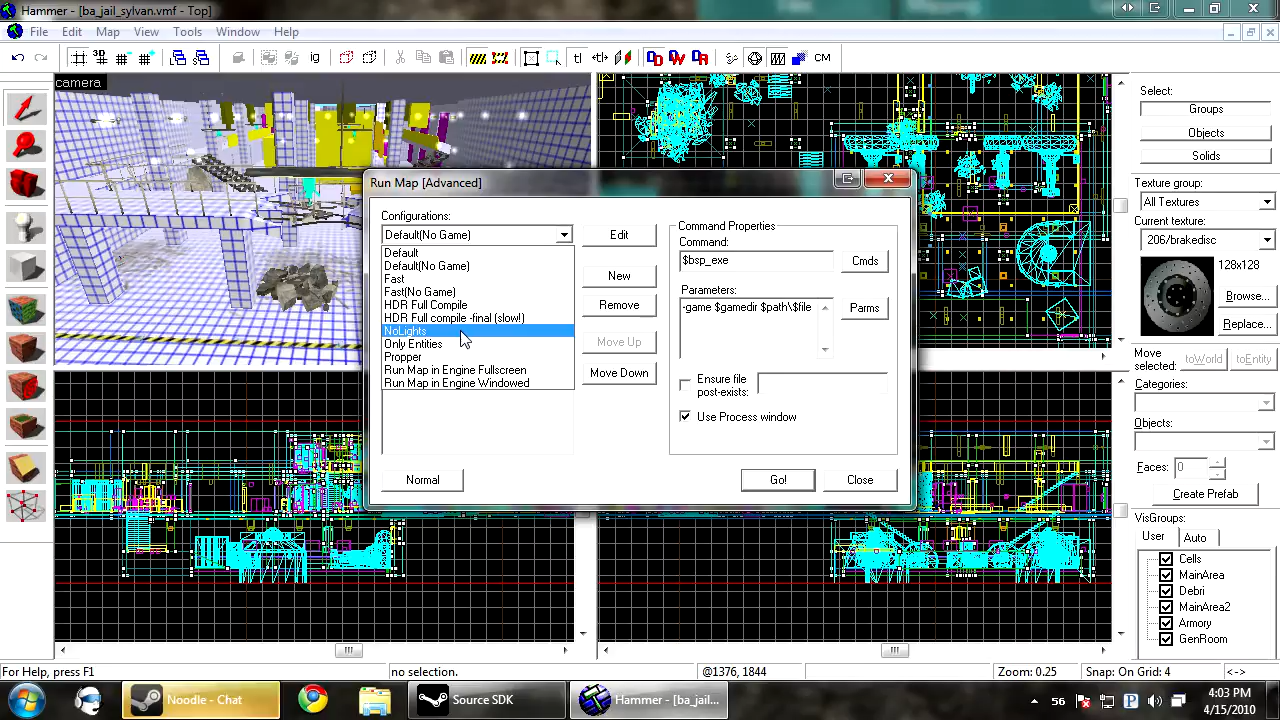 Hammer - [ba_jail_sylvan.vmf - Top]
File Edit Map View Tools Window Help
3D
ig
tl
CM
camera
Select:
Groups
Objects
Solids
Texture group:
All Textures
Current texture:
206/brakedisc
128x128
Browse...
Replace...
Move selected:
toWorld
toEntity
Categories:
Objects:
Faces: 0
Create Prefab
VisGroups:
User Auto
Cells
MainArea
Debri
MainArea2
Armory
GenRoom
Run Map [Advanced]
Configurations:
Default(No Game)
Default
Default(No Game)
Fast
Fast(No Game)
HDR Full Compile
HDR Full compile -final (slow!)
NoLights
Only Entities
Propper
Run Map in Engine Fullscreen
Run Map in Engine Windowed
Edit
New
Remove
Move Up
Move Down
Normal
Command Properties
Command:
$bsp_exe
Cmds
Parameters:
-game $gamedir $path\$file
Parms
Ensure file
post-exists:
Use Process window
Go!
Close
For Help, press F1
no selection.
@1376, 1844
Zoom: 0.25
Snap: On Grid: 4
<->
Noodle - Chat
Source SDK
Hammer - [ba_jail...
56
4:03 PM
4/15/2010